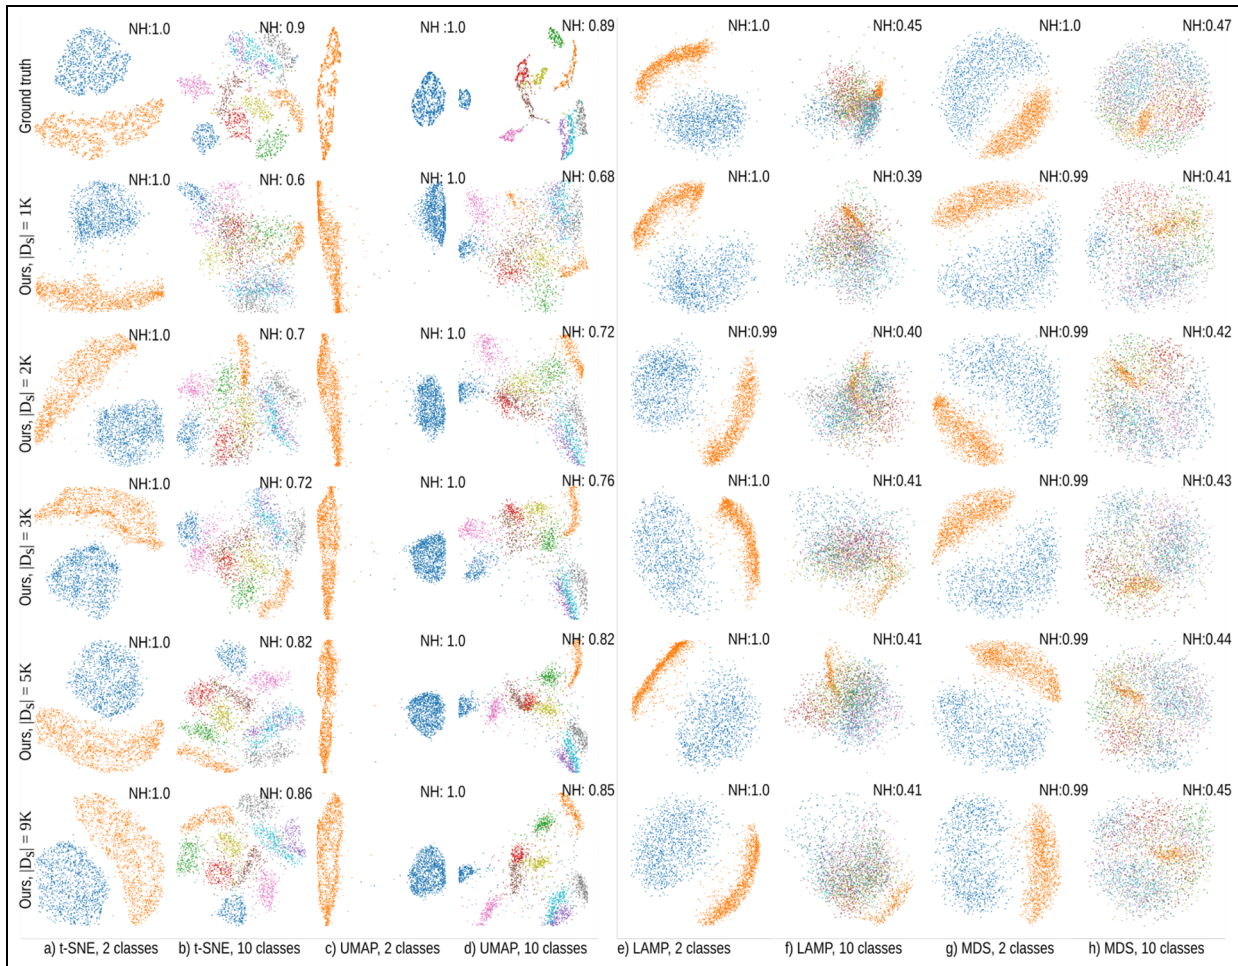 Ground truth
NH:1.0
NH: 0.9
NH :1.0
NH:0.89
NH:1.0
NH:0.45
NH:1.0
NH:0.47
Ours, |Ds| = 1K
NH:1.0
NH: 0.6
NH: 1.0
NH:0.68
NH:1.0
NH:0.39
NH:0.99
NH:0.41
Ours, |Ds| = 2K
NH:1.0
NH: 0.7
NH: 1.0
NH:0.72
NH:0.99
NH:0.40
NH:0.99
NH:0.42
Ours, |Ds| = 3K
NH:1.0
NH: 0.72
NH: 1.0
NH:0.76
NH:1.0
NH:0.41
NH:0.99
NH:0.43
Ours, |Ds| = 5K
NH:1.0
NH: 0.82
NH: 1.0
NH:0.82
NH:1.0
NH:0.41
NH:0.99
NH:0.44
Ours, |Ds| = 9K
NH:1.0
NH: 0.86
NH: 1.0
NH:0.85
NH:1.0
NH:0.41
NH:0.99
NH:0.45
a) t-SNE, 2 classes
b) t-SNE, 10 classes
c) UMAP, 2 classes
d) UMAP, 10 classes
e) LAMP, 2 classes
f) LAMP, 10 classes
g) MDS, 2 classes
h) MDS, 10 classes